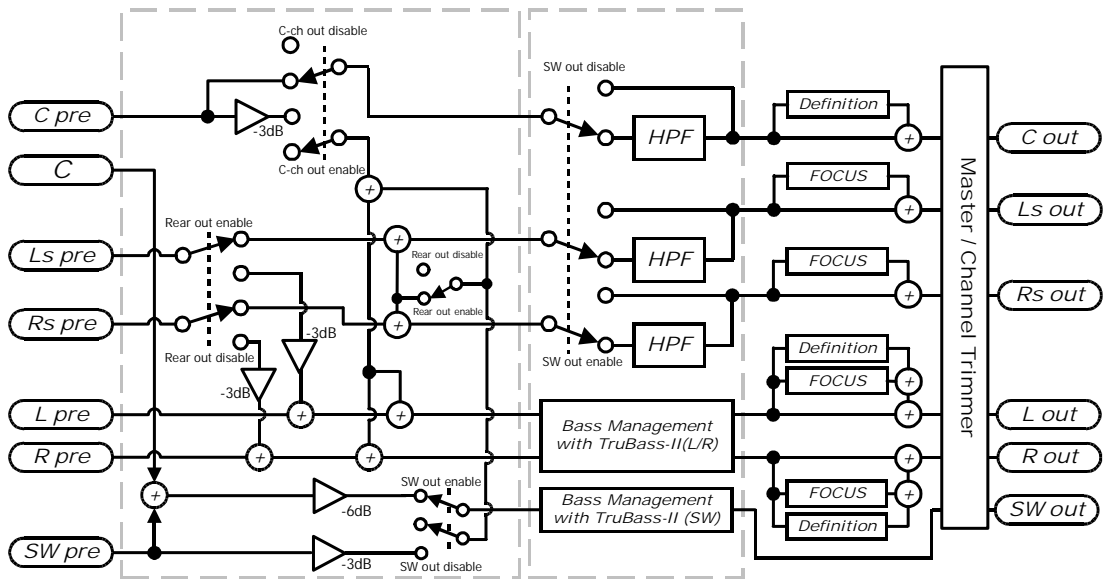 C-ch out disable
SW out disable
C pre
-3dB
HPF
Definition
+
C out
C-ch out enable
C
+
FOCUS
+
Ls out
Rear out enable
Ls pre
+
Rear out disable
HPF
FOCUS
+
Rs out
Rear out enable
Rs pre
+
-3dB
Rear out disable
SW out enable
HPF
Master / Channel Trimmer
-3dB
Definition
FOCUS
+
L pre
+
+
Bass Management
with TruBass-II(L/R)
+
L out
R pre
+
+
+
R out
SW out enable
+
-6dB
Bass Management
with TruBass-II (SW)
FOCUS
+
SW out
Definition
SW pre
-3dB
SW out disable